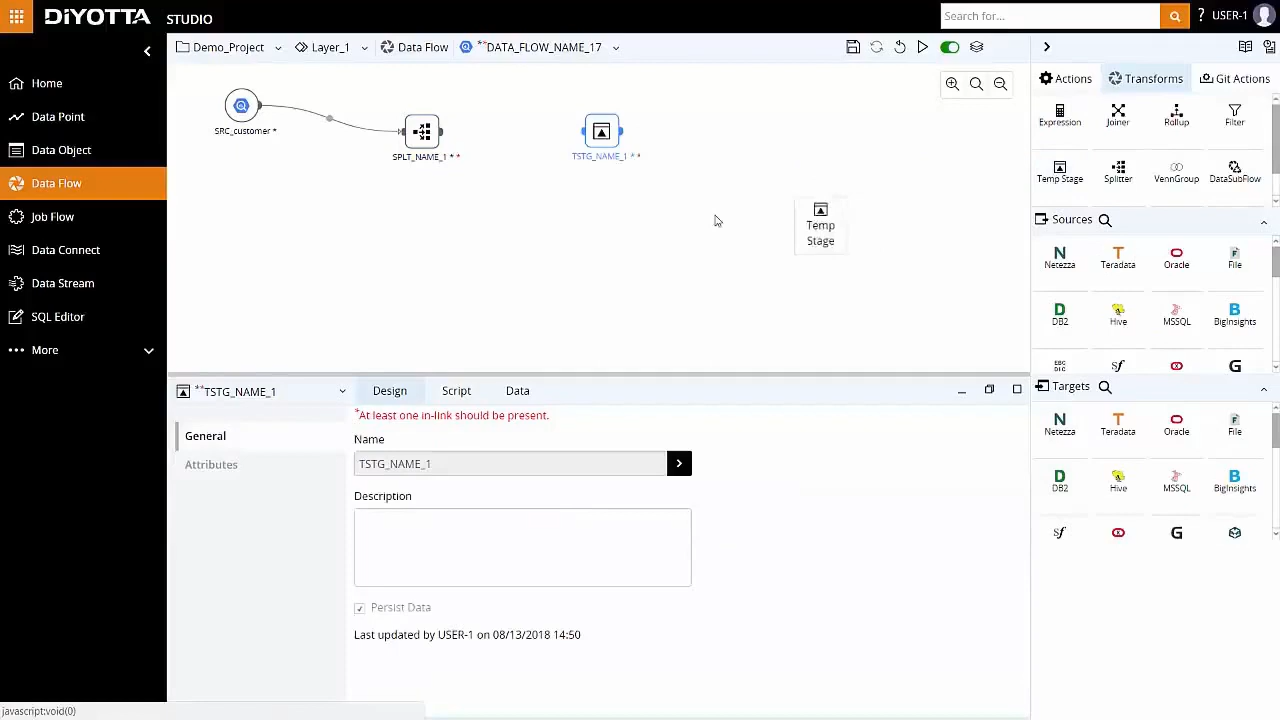 DiYOTTA STUDIO
Search for...
? USER-1
Demo_Project
Layer_1
Data Flow
**DATA_FLOW_NAME_17
Home
Data Point
Data Object
Data Flow
Job Flow
Data Connect
Data Stream
SQL Editor
More
SRC_customer *
SPLT_NAME_1 * *
TSTG_NAME_1 * *
Temp
Stage
Actions
Transforms
Git Actions
Expression
Joiner
Rollup
Filter
Temp Stage
Splitter
VennGroup
DataSubFlow
Sources
Netezza
Teradata
Oracle
File
DB2
Hive
MSSQL
BigInsights
Targets
Netezza
Teradata
Oracle
File
DB2
Hive
MSSQL
BigInsights
**TSTG_NAME_1
Design
Script
Data
General
Attributes
*At least one in-link should be present.
Name
TSTG_NAME_1
Description
Persist Data
Last updated by USER-1 on 08/13/2018 14:50
javascript:void(0)